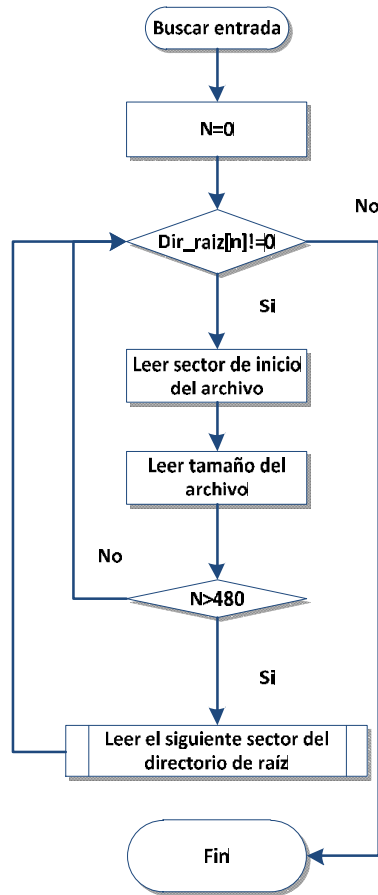 Buscar entrada
N=0
No
Dir_raiz[n]!=0
Si
Leer sector de inicio
del archivo
Leer tamaño del
archivo
No
N>480
Si
Leer el siguiente sector del
directorio de raíz
Fin